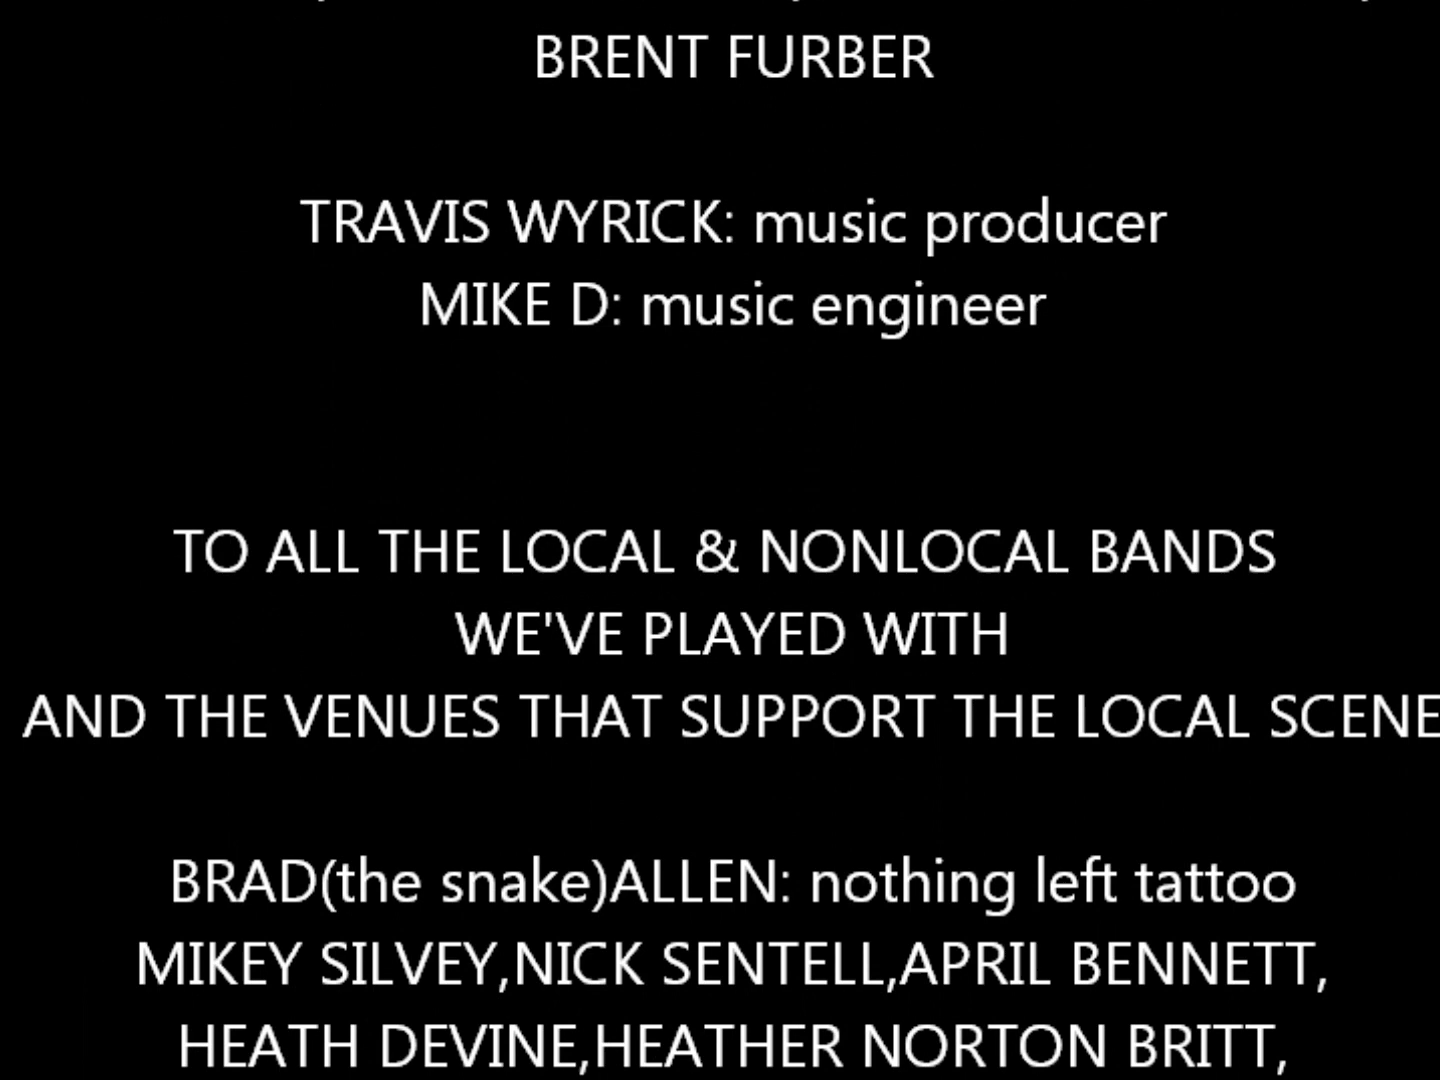 BRENT FURBER
TRAVIS WYRICK: music producer
MIKE D: music engineer
TO ALL THE LOCAL & NONLOCAL BANDS
WE'VE PLAYED WITH
AND THE VENUES THAT SUPPORT THE LOCAL SCENE
BRAD(the snake)ALLEN: nothing left tattoo
MIKEY SILVEY,NICK SENTELL,APRIL BENNETT,
HEATH DEVINE,HEATHER NORTON BRITT,